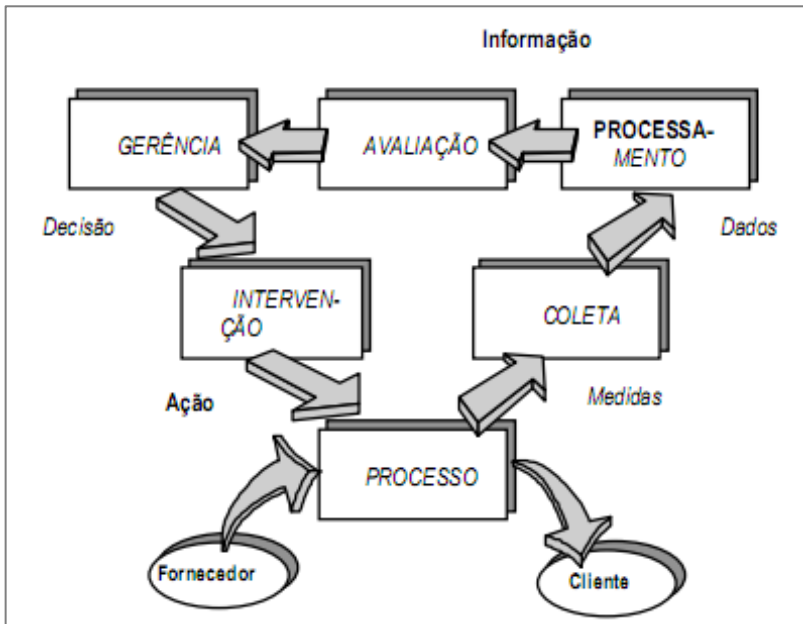 Informação
GERÊNCIA
AVALIAÇÃO
PROCESSA-
MENTO
Decisão
Dados
INTERVEN-
ÇÃO
COLETA
Ação
Medidas
PROCESSO
Fornecedor
Cliente